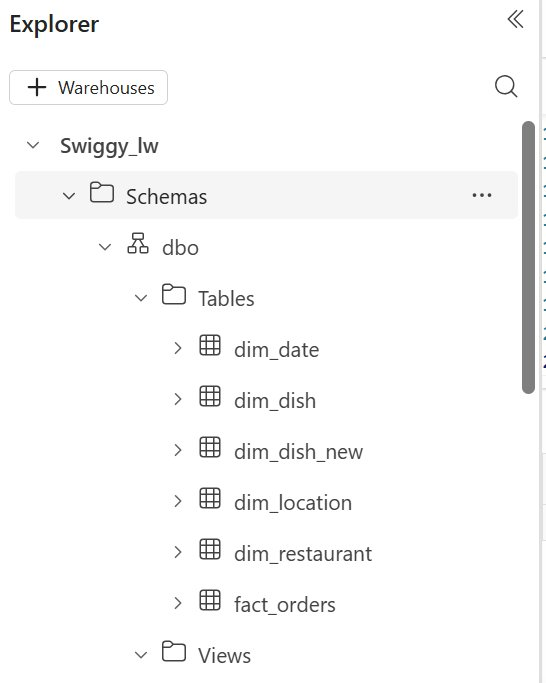 Explorer
Warehouses
Swiggy_lw
Schemas
dbo
Tables
dim_date
dim_dish
dim_dish_new
dim_location
dim_restaurant
fact_orders
Views